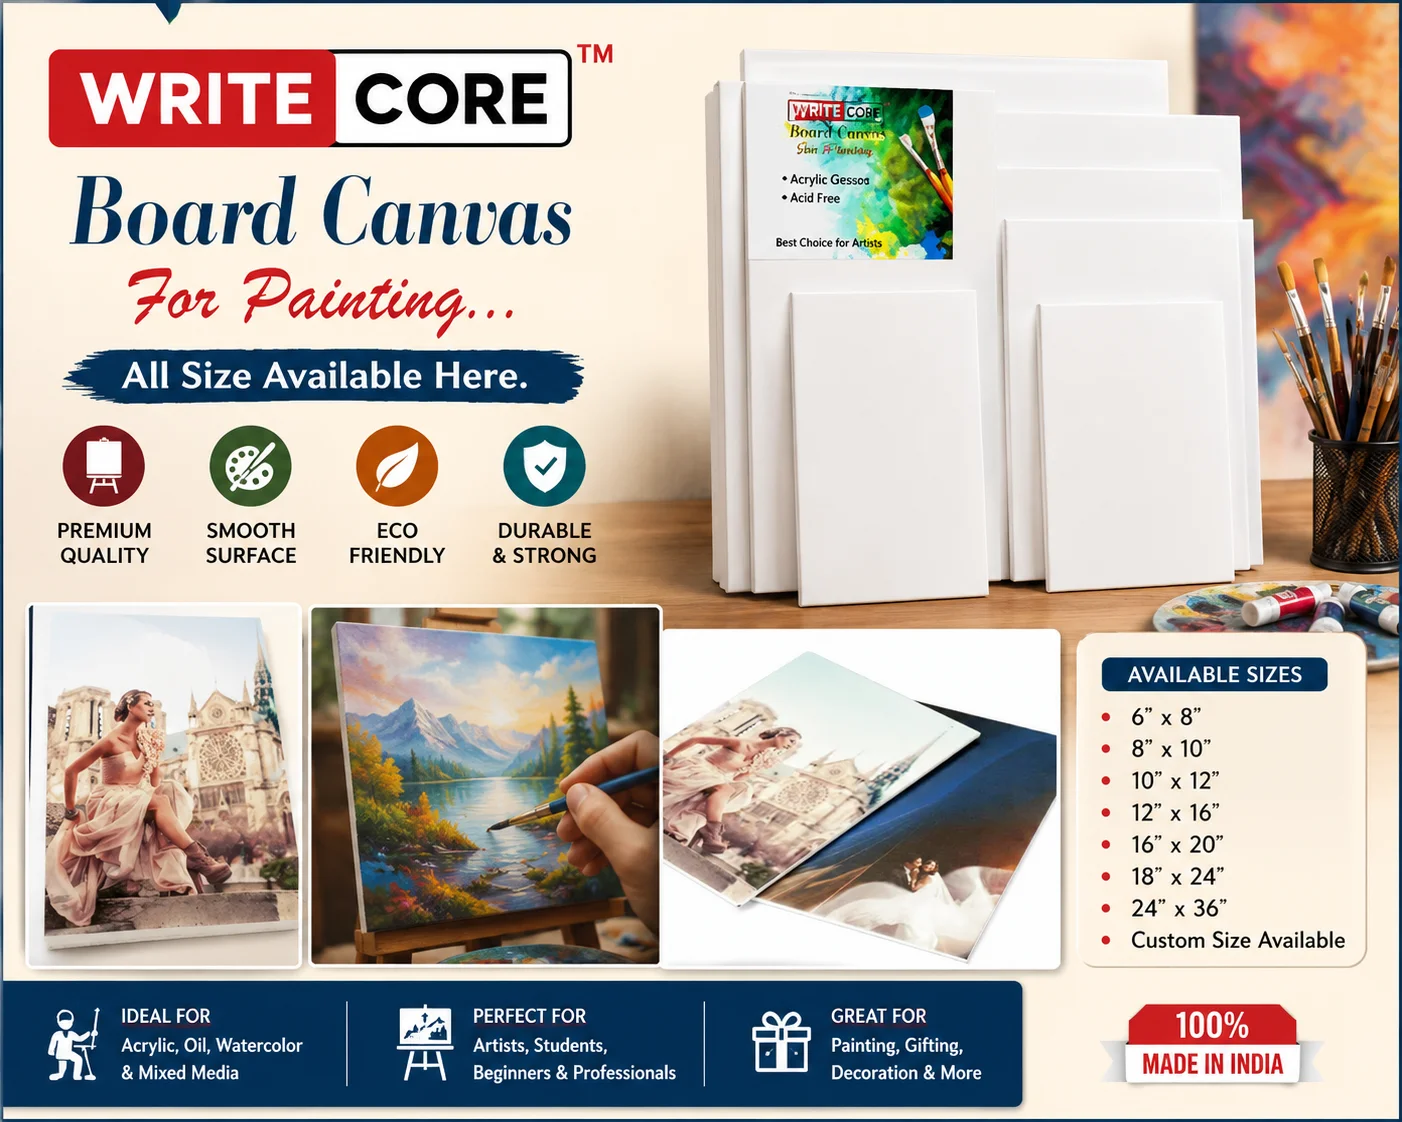 WRITE CORE TM
Board Canvas
For Painting...
All Size Available Here.
PREMIUM
QUALITY
SMOOTH
SURFACE
ECO
FRIENDLY
DURABLE
& STRONG
WRITE CORE
Board Canvas
• Acrylic Gessoa
• Acid Free
Best Choice for Artists
AVAILABLE SIZES
• 6” x 8”
• 8” x 10”
• 10” x 12”
• 12” x 16”
• 16” x 20”
• 18” x 24”
• 24” x 36”
• Custom Size Available
IDEAL FOR
Acrylic, Oil, Watercolor
& Mixed Media
PERFECT FOR
Artists, Students,
Beginners & Professionals
GREAT FOR
Painting, Gifting,
Decoration & More
100%
MADE IN INDIA